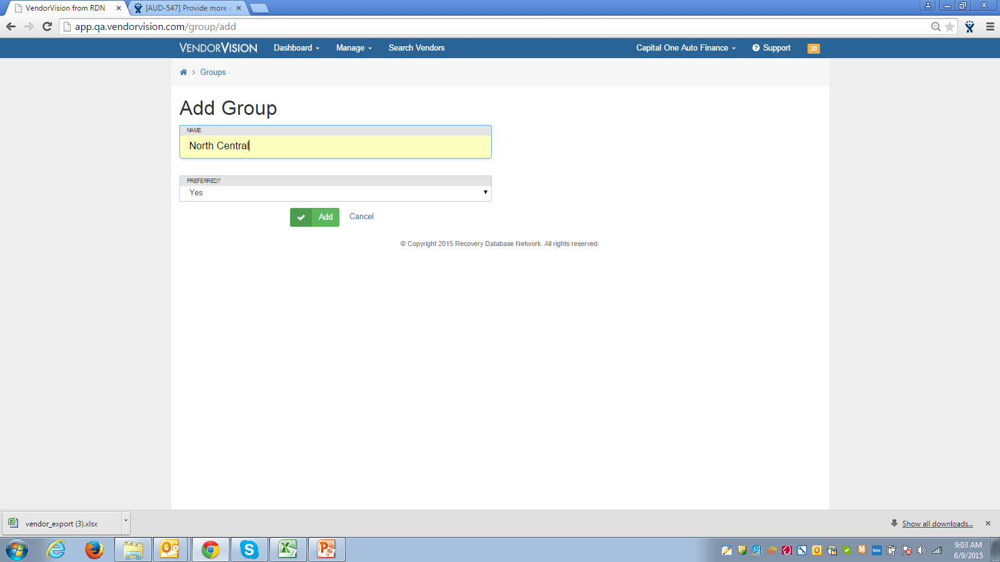 VendorVision from RDN
[AUD-547] Provide more e
app.qa.vendorvision.com/group/add
VENDORVISION
Dashboard
Manage
Search Vendors
Capital One Auto Finance
Support
20
Groups
Add Group
NAME
North Central
PREFERRED?
Yes
Add
Cancel
© Copyright 2015 Recovery Database Network. All rights reserved.
vendor_export (3).xlsx
Show all downloads...
9:03 AM
6/9/2015